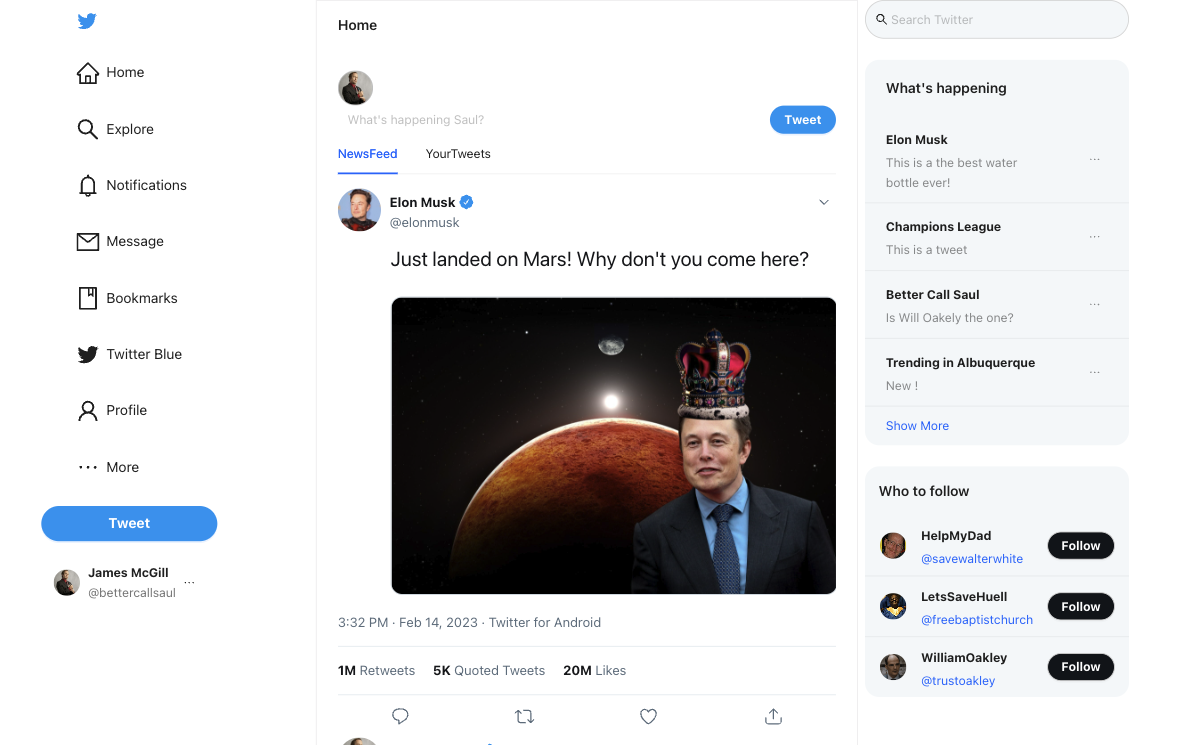 Home
Explore
Notifications
Message
Bookmarks
Twitter Blue
Profile
More
Tweet
James McGill
@bettercallsaul
Home
What's happening Saul?
Tweet
NewsFeed YourTweets
Elon Musk
@elonmusk
Just landed on Mars! Why don't you come here?
3:32 PM · Feb 14, 2023 · Twitter for Android
1M Retweets 5K Quoted Tweets 20M Likes
Search Twitter
What's happening
Elon Musk
This is a the best water
bottle ever!
...
Champions League
This is a tweet
...
Better Call Saul
Is Will Oakely the one?
...
Trending in Albuquerque
New !
...
Show More
Who to follow
HelpMyDad
@savewalterwhite
Follow
LetsSaveHuell
@freebaptistchurch
Follow
WilliamOakley
@trustoakley
Follow